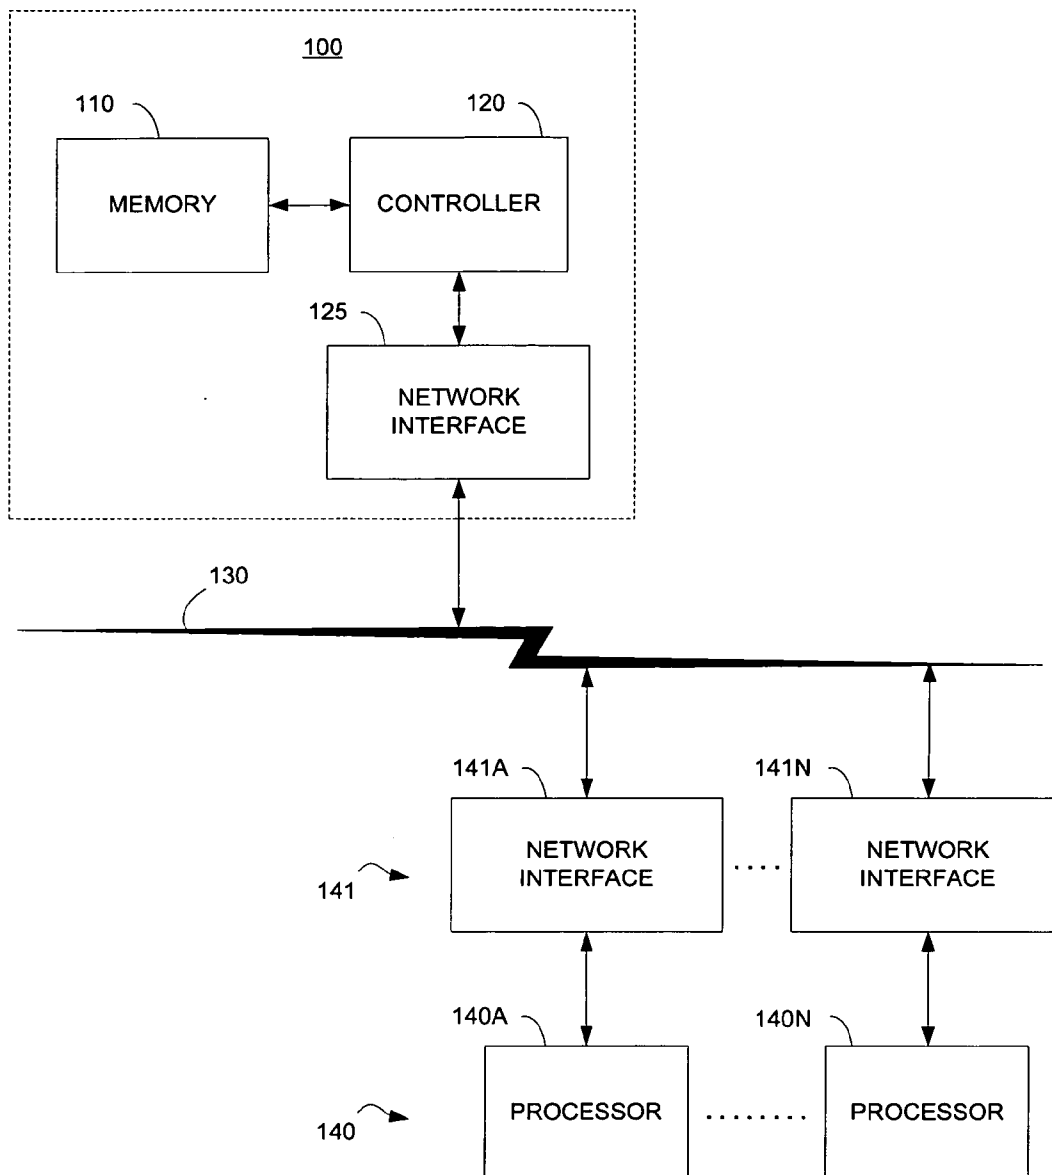 100
110
120
MEMORY
CONTROLLER
125
NETWORK
INTERFACE
130
141A
141N
NETWORK
INTERFACE
. . . .
NETWORK
INTERFACE
141
140A
140N
PROCESSOR
. . . . . . . .
PROCESSOR
140